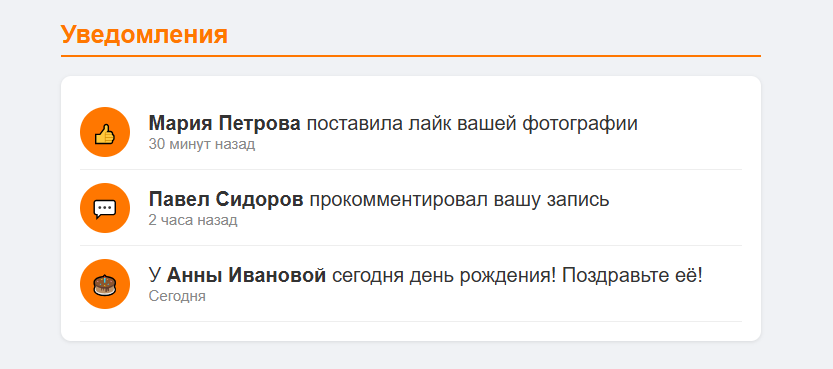 Уведомления
Мария Петрова поставила лайк вашей фотографии
30 минут назад
Павел Сидоров прокомментировал вашу запись
2 часа назад
У Анны Ивановой сегодня день рождения! Поздравьте её!
Сегодня